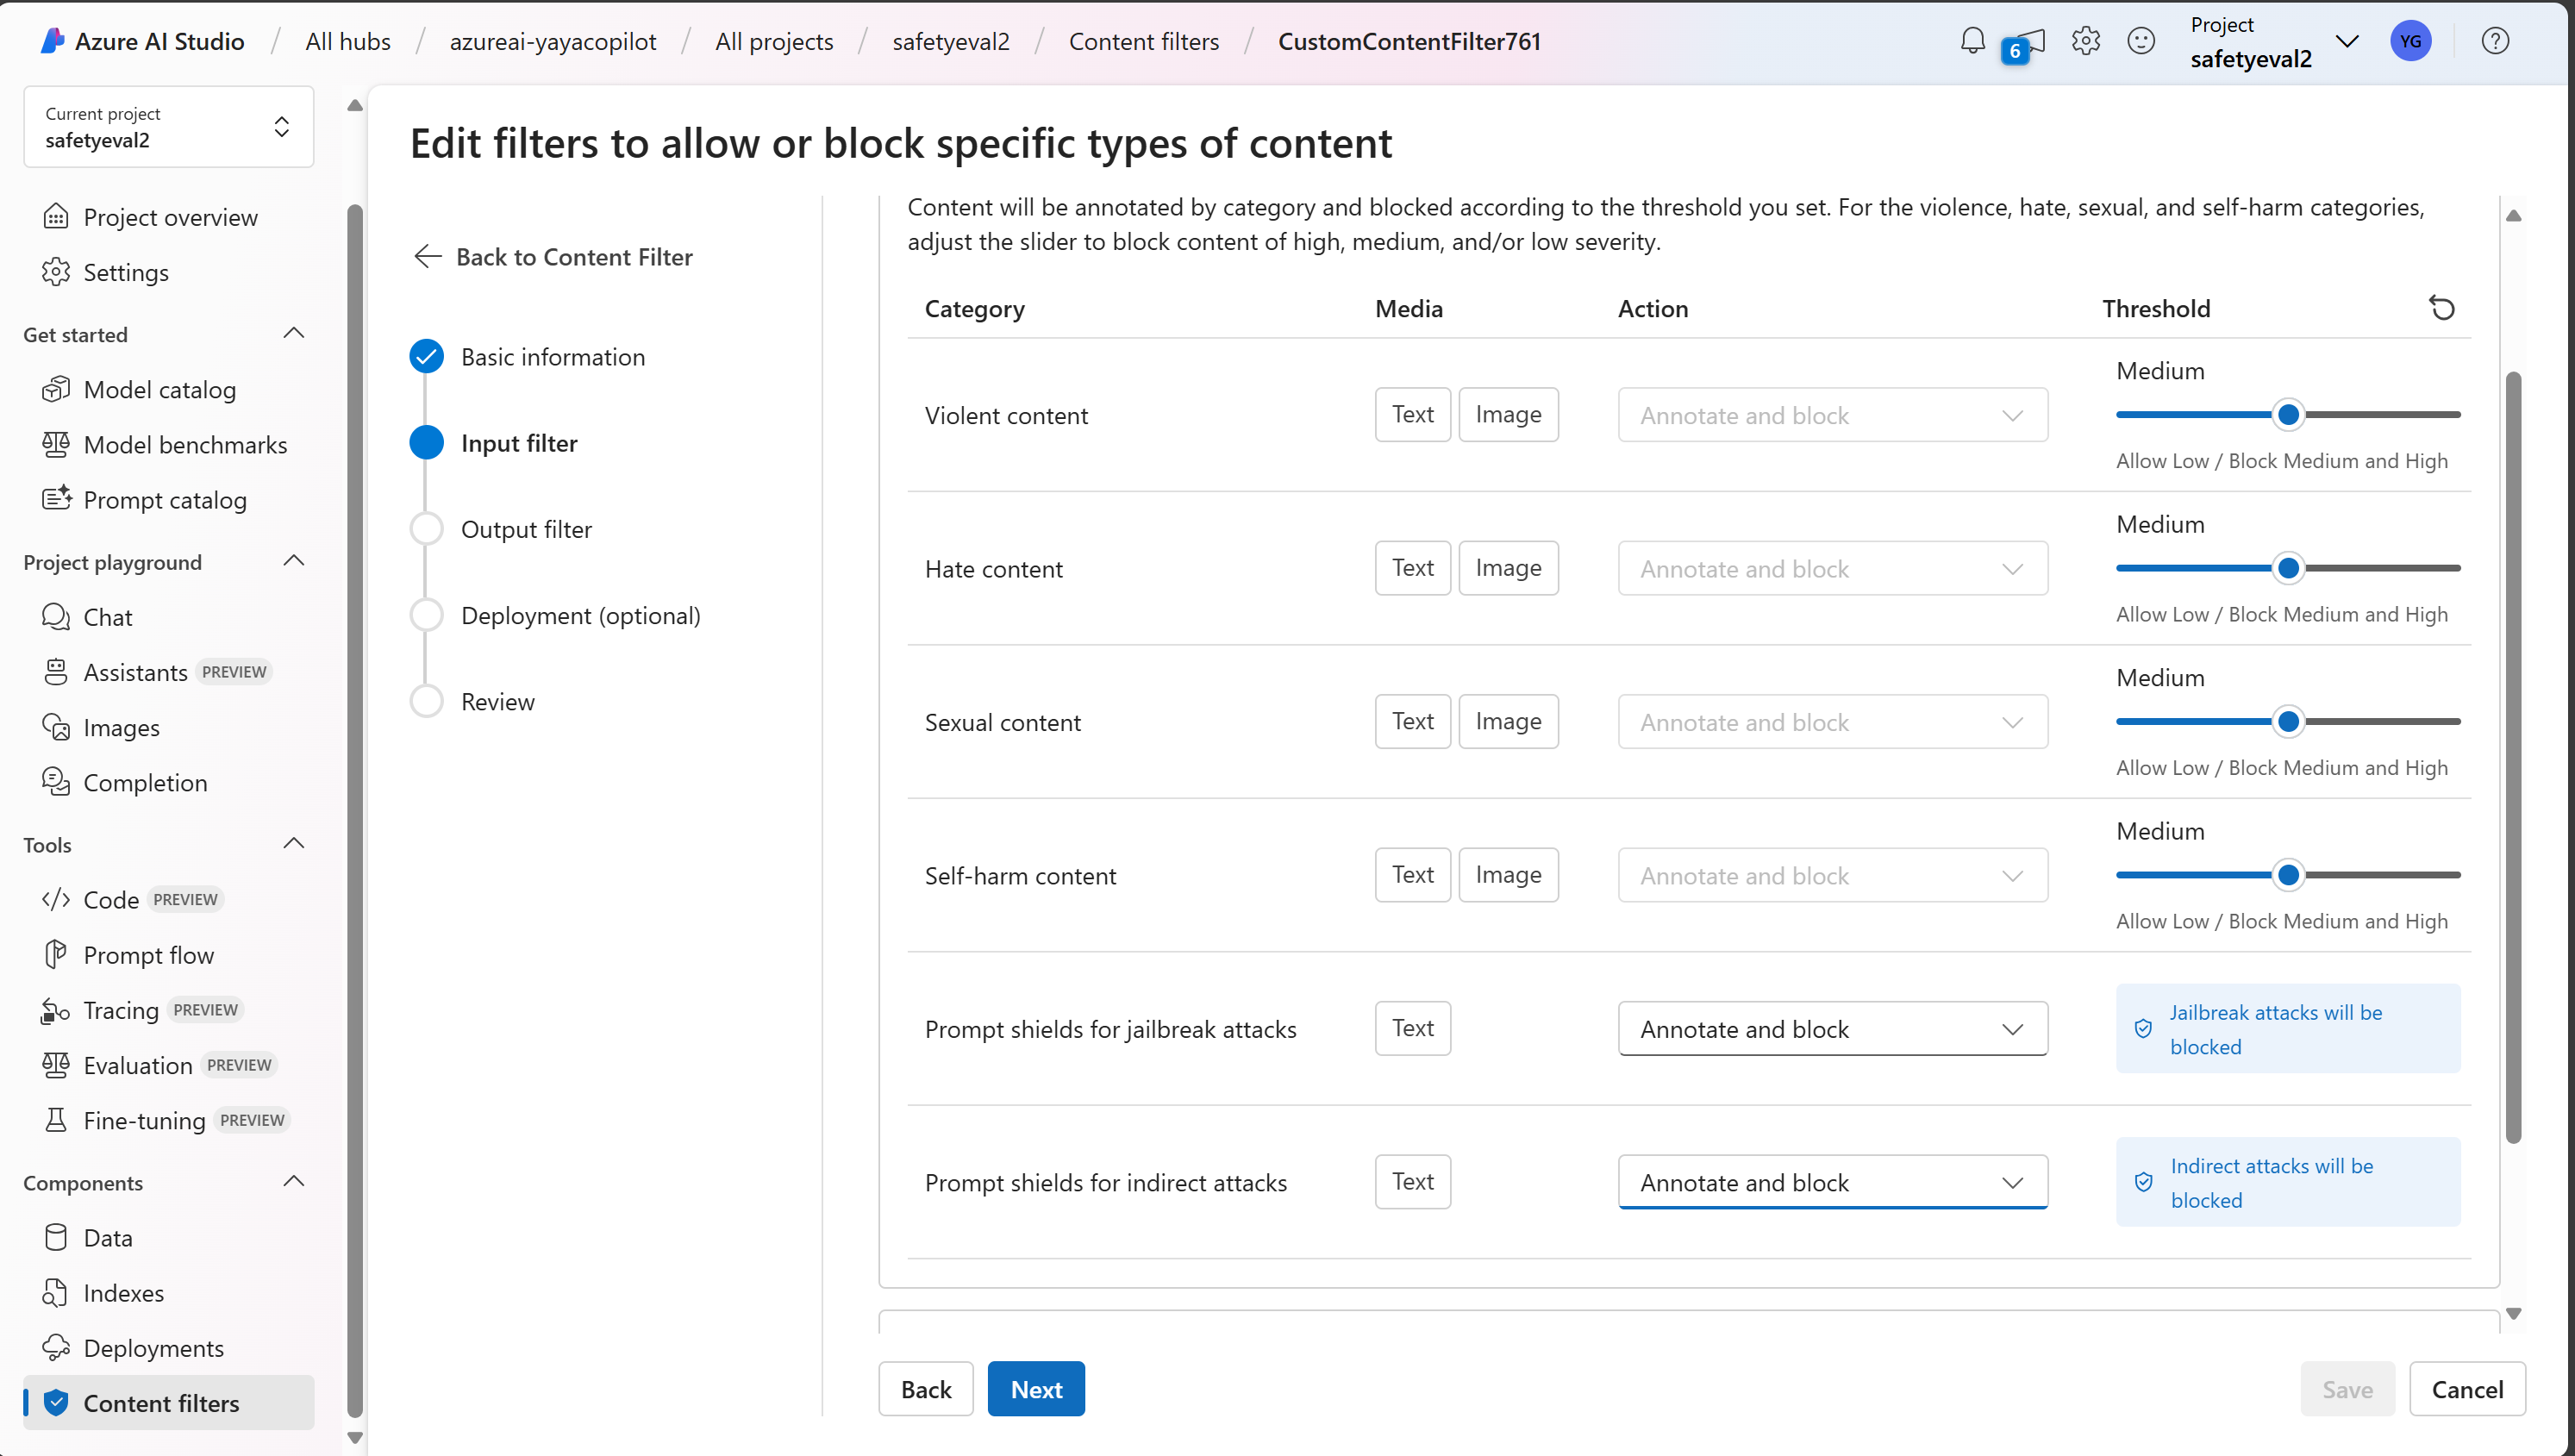 Azure AI Studio / All hubs / azureai-yayacopilot / All projects / safetyeval2 / Content filters / CustomContentFilter761
6
Project
safetyeval2
YG
Current project
safetyeval2
Project overview
Settings
Get started
Model catalog
Model benchmarks
Prompt catalog
Project playground
Chat
Assistants PREVIEW
Images
Completion
Tools
Code PREVIEW
Prompt flow
Tracing PREVIEW
Evaluation PREVIEW
Fine-tuning PREVIEW
Components
Data
Indexes
Deployments
Content filters
Edit filters to allow or block specific types of content
Back to Content Filter
Basic information
Input filter
Output filter
Deployment (optional)
Review
Content will be annotated by category and blocked according to the threshold you set. For the violence, hate, sexual, and self-harm categories,
adjust the slider to block content of high, medium, and/or low severity.
Category Media Action Threshold
Medium
Violent content Text Image Annotate and block
Allow Low / Block Medium and High
Medium
Hate content Text Image Annotate and block
Allow Low / Block Medium and High
Medium
Sexual content Text Image Annotate and block
Allow Low / Block Medium and High
Medium
Self-harm content Text Image Annotate and block
Allow Low / Block Medium and High
Prompt shields for jailbreak attacks Text Annotate and block
Jailbreak attacks will be
blocked
Prompt shields for indirect attacks Text Annotate and block
Indirect attacks will be
blocked
Back Next Save Cancel